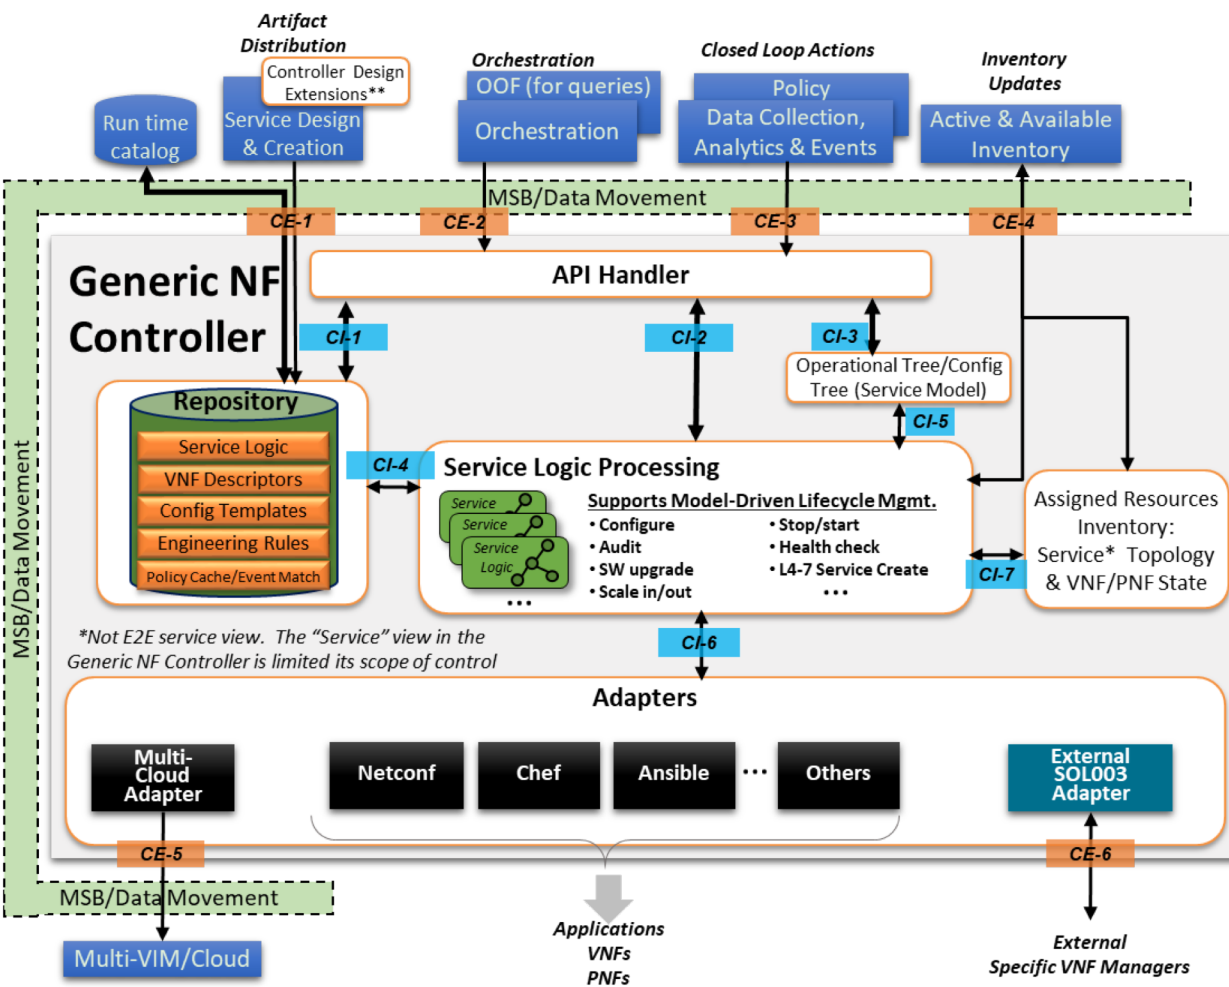 Artifact
Distribution
Controller Design
Extensions**
Service Design
& Creation
Run time
catalog
Orchestration
OOF (for queries)
Orchestration
Closed Loop Actions
Policy
Data Collection,
Analytics & Events
Inventory
Updates
Active & Available
Inventory
MSB/Data Movement
CE-1
CE-2
CE-3
CE-4
Generic NF
Controller
API Handler
CI-1
CI-2
CI-3
Operational Tree/Config
Tree (Service Model)
CI-5
Repository
Service Logic
VNF Descriptors
Config Templates
Engineering Rules
Policy Cache/Event Match
CI-4
Service Logic Processing
Service
Service
Service
Logic
...
Supports Model-Driven Lifecycle Mgmt.
• Configure
• Audit
• SW upgrade
• Scale in/out
• Stop/start
• Health check
• L4-7 Service Create
...
CI-7
Assigned Resources
Inventory:
Service* Topology
& VNF/PNF State
MSB/Data Movement
*Not E2E service view. The “Service” view in the
Generic NF Controller is limited its scope of control
CI-6
Adapters
Multi-
Cloud
Adapter
Netconf
Chef
Ansible
...
Others
External
SOL003
Adapter
CE-5
CE-6
MSB/Data Movement
Multi-VIM/Cloud
Applications
VNFs
PNFs
External
Specific VNF Managers